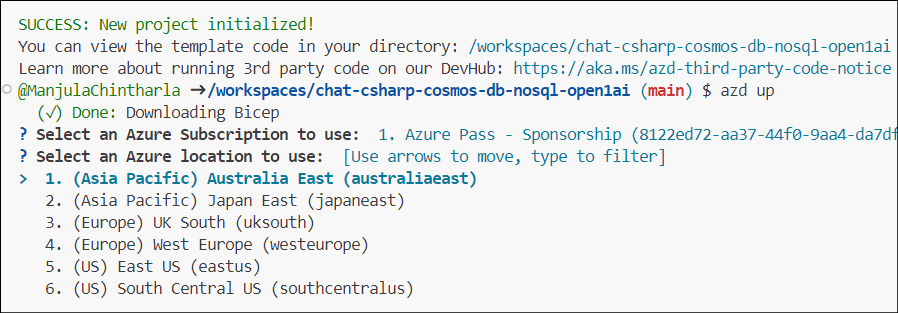 SUCCESS: New project initialized!
You can view the template code in your directory: /workspaces/chat-csharp-cosmos-db-nosql-open1ai
Learn more about running 3rd party code on our DevHub: https://aka.ms/azd-third-party-code-notice
@ManjulaChintharla ➜/workspaces/chat-csharp-cosmos-db-nosql-open1ai (main) $ azd up
(✓) Done: Downloading Bicep
? Select an Azure Subscription to use: 1. Azure Pass - Sponsorship (8122ed72-aa37-44f0-9aa4-da7df
? Select an Azure location to use: [Use arrows to move, type to filter]
> 1. (Asia Pacific) Australia East (australiaeast)
2. (Asia Pacific) Japan East (japaneast)
3. (Europe) UK South (uksouth)
4. (Europe) West Europe (westeurope)
5. (US) East US (eastus)
6. (US) South Central US (southcentralus)